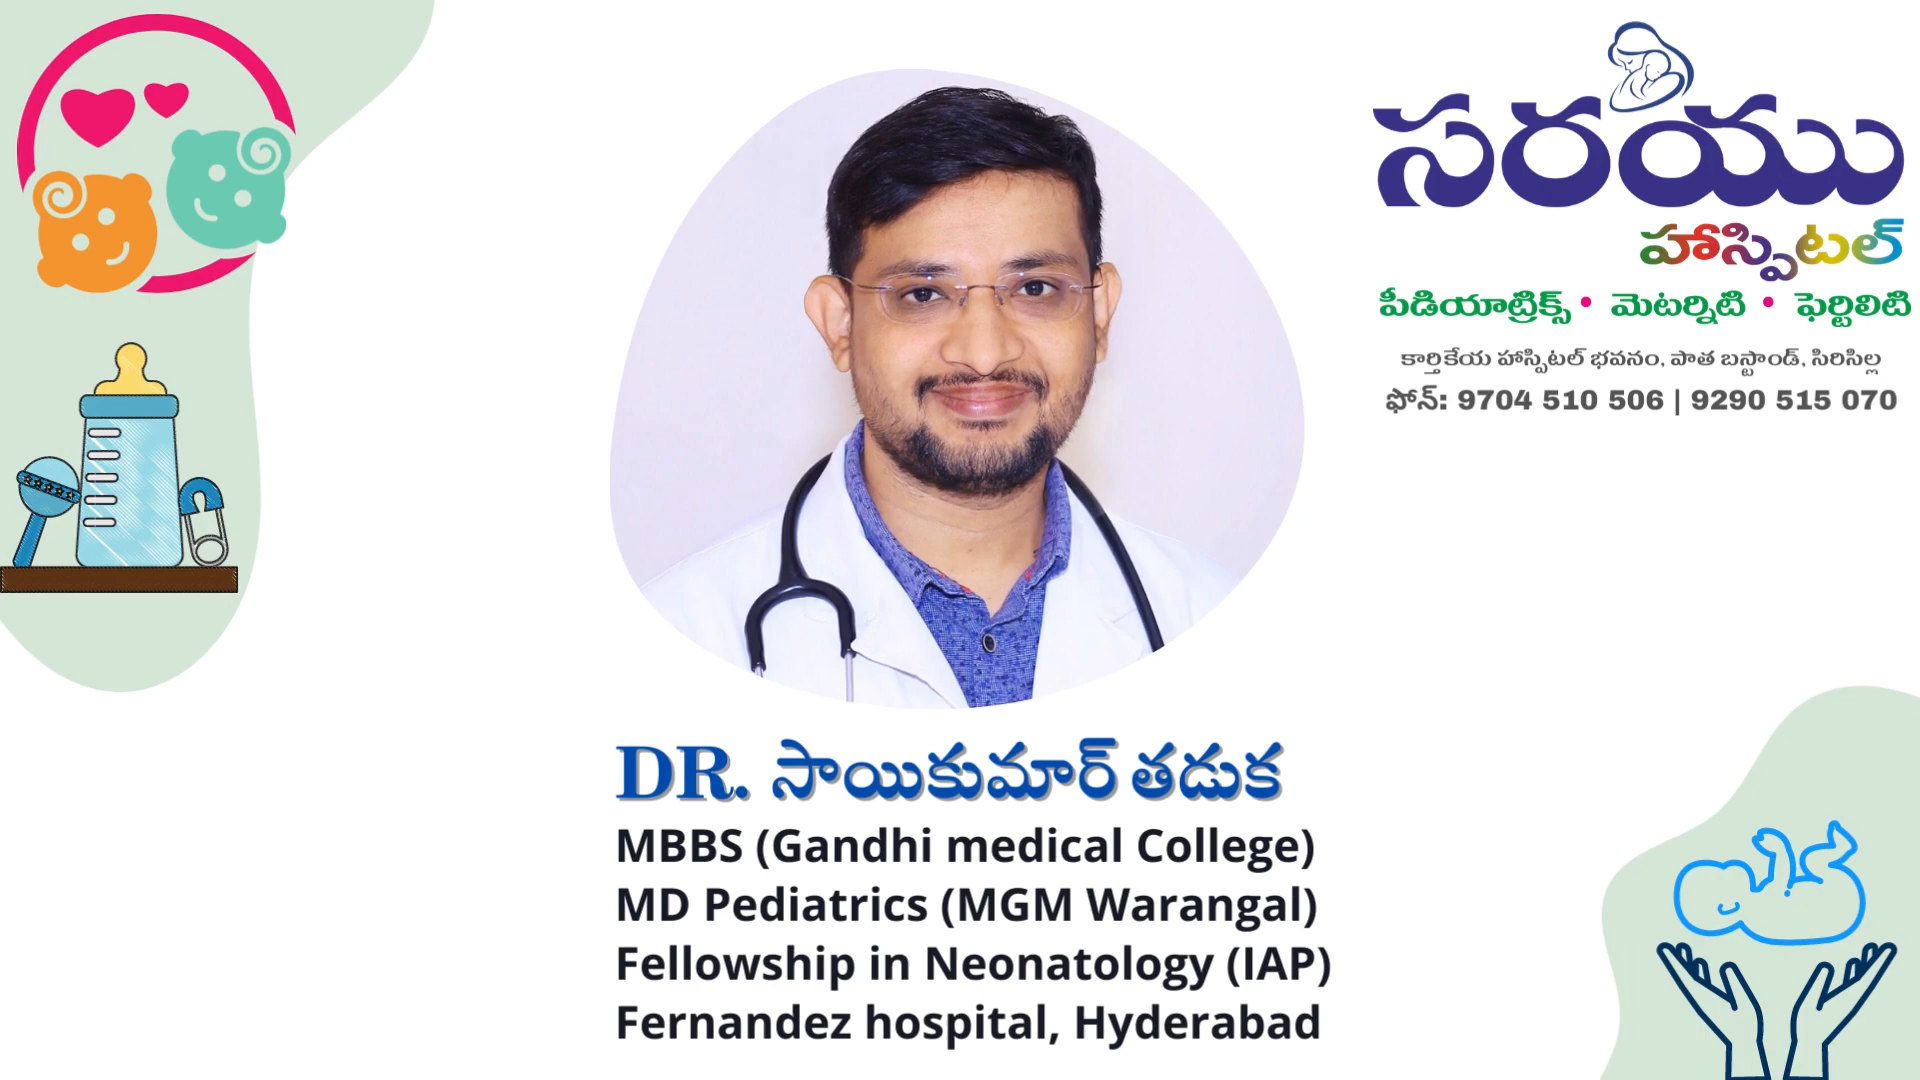 సరయు
హాస్పిటల్
పీడియాట్రిక్స్ • మెటర్నిటి • ఫెర్టిలిటి
కార్తికేయ హాస్పిటల్ భవనం, పాత బస్టాండ్, సిరిసిల్ల
ఫోన్: 9704 510 506 | 9290 515 070
DR. సాయికుమార్ తడుక
MBBS (Gandhi medical College)
MD Pediatrics (MGM Warangal)
Fellowship in Neonatology (IAP)
Fernandez hospital, Hyderabad